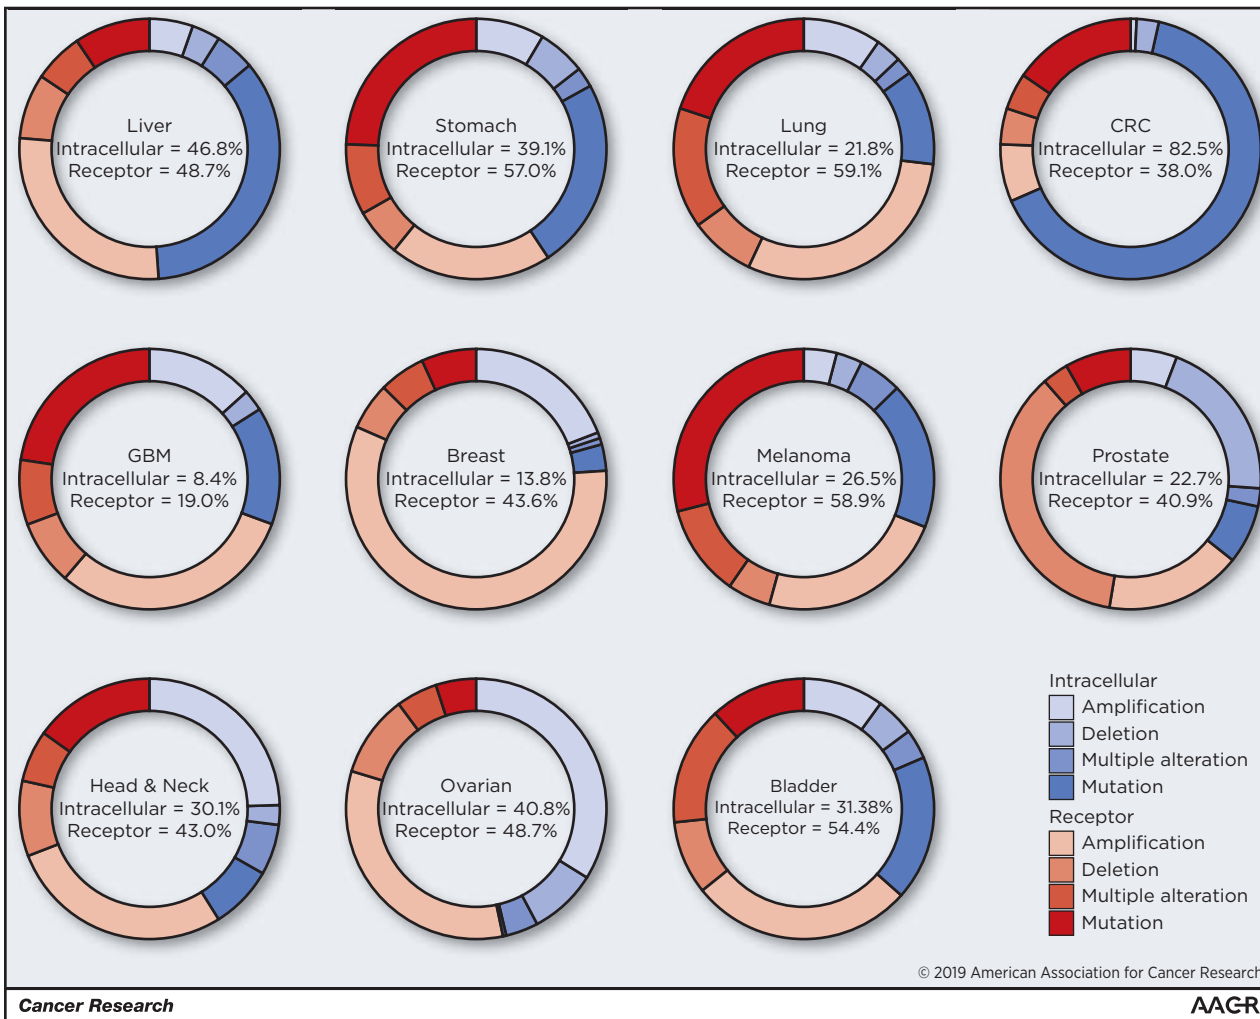 Liver
Intracellular = 46.8%
Receptor = 48.7%
Stomach
Intracellular = 39.1%
Receptor = 57.0%
Lung
Intracellular = 21.8%
Receptor = 59.1%
CRC
Intracellular = 82.5%
Receptor = 38.0%
GBM
Intracellular = 8.4%
Receptor = 19.0%
Breast
Intracellular = 13.8%
Receptor = 43.6%
Melanoma
Intracellular = 26.5%
Receptor = 58.9%
Prostate
Intracellular = 22.7%
Receptor = 40.9%
Head & Neck
Intracellular = 30.1%
Receptor = 43.0%
Ovarian
Intracellular = 40.8%
Receptor = 48.7%
Bladder
Intracellular = 31.38%
Receptor = 54.4%
Intracellular
Amplification
Deletion
Multiple alteration
Mutation
Receptor
Amplification
Deletion
Multiple alteration
Mutation
© 2019 American Association for Cancer Research
Cancer Research
AACR